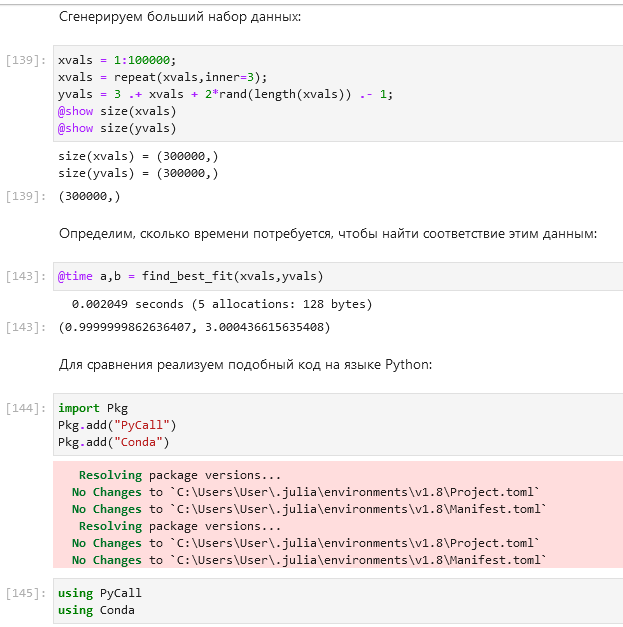 Сгенерируем больший набор данных:
[139]: xvals = 1:100000;
xvals = repeat(xvals,inner=3);
yvals = 3 .+ xvals + 2*rand(length(xvals)) .- 1;
@show size(xvals)
@show size(yvals)
size(xvals) = (300000,)
size(yvals) = (300000,)
[139]: (300000,)
Определим, сколько времени потребуется, чтобы найти соответствие этим данным:
[143]: @time a,b = find_best_fit(xvals,yvals)
0.002049 seconds (5 allocations: 128 bytes)
[143]: (0.9999999862636407, 3.000436615635408)
Для сравнения реализуем подобный код на языке Python:
[144]: import Pkg
Pkg.add("PyCall")
Pkg.add("Conda")
Resolving package versions...
No Changes to `C:\Users\User\.julia\environments\v1.8\Project.toml`
No Changes to `C:\Users\User\.julia\environments\v1.8\Manifest.toml`
Resolving package versions...
No Changes to `C:\Users\User\.julia\environments\v1.8\Project.toml`
No Changes to `C:\Users\User\.julia\environments\v1.8\Manifest.toml`
[145]: using PyCall
using Conda